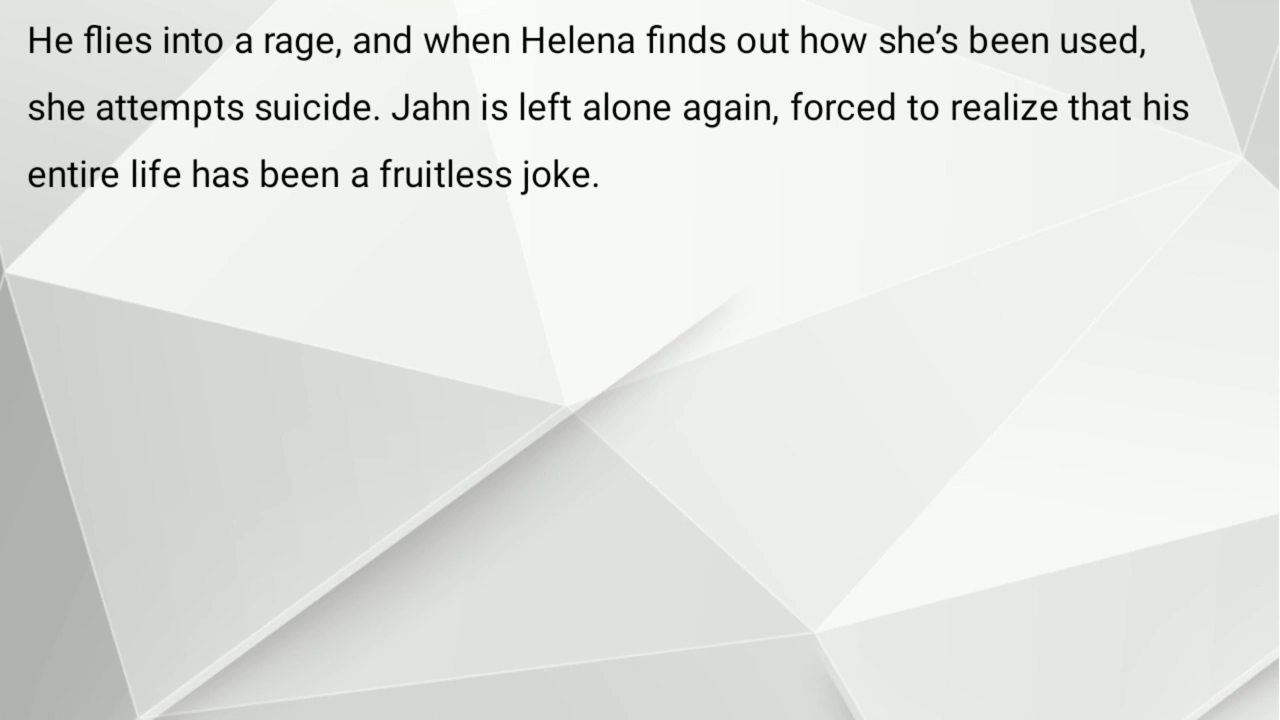 He flies into a rage, and when Helena finds out how she’s been used,
she attempts suicide. Jahn is left alone again, forced to realize that his
entire life has been a fruitless joke.